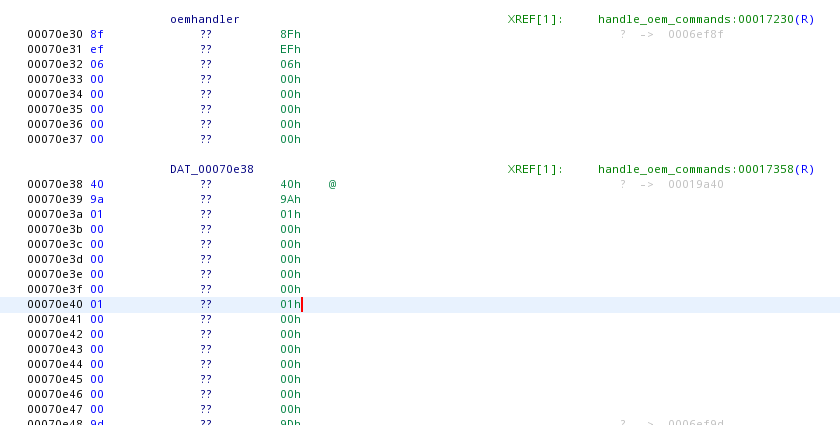 oemhandler XREF[1]: handle_oem_commands:00017230(R)
00070e30 8f ?? 8Fh ? -> 0006ef8f
00070e31 ef ?? EFh
00070e32 06 ?? 06h
00070e33 00 ?? 00h
00070e34 00 ?? 00h
00070e35 00 ?? 00h
00070e36 00 ?? 00h
00070e37 00 ?? 00h
DAT_00070e38 XREF[1]: handle_oem_commands:00017358(R)
00070e38 40 ?? 40h @ ? -> 00019a40
00070e39 9a ?? 9Ah
00070e3a 01 ?? 01h
00070e3b 00 ?? 00h
00070e3c 00 ?? 00h
00070e3d 00 ?? 00h
00070e3e 00 ?? 00h
00070e3f 00 ?? 00h
00070e40 01 ?? 01h
00070e41 00 ?? 00h
00070e42 00 ?? 00h
00070e43 00 ?? 00h
00070e44 00 ?? 00h
00070e45 00 ?? 00h
00070e46 00 ?? 00h
00070e47 00 ?? 00h
00070e48 9d ?? 9Dh ? -> 0006ef9d